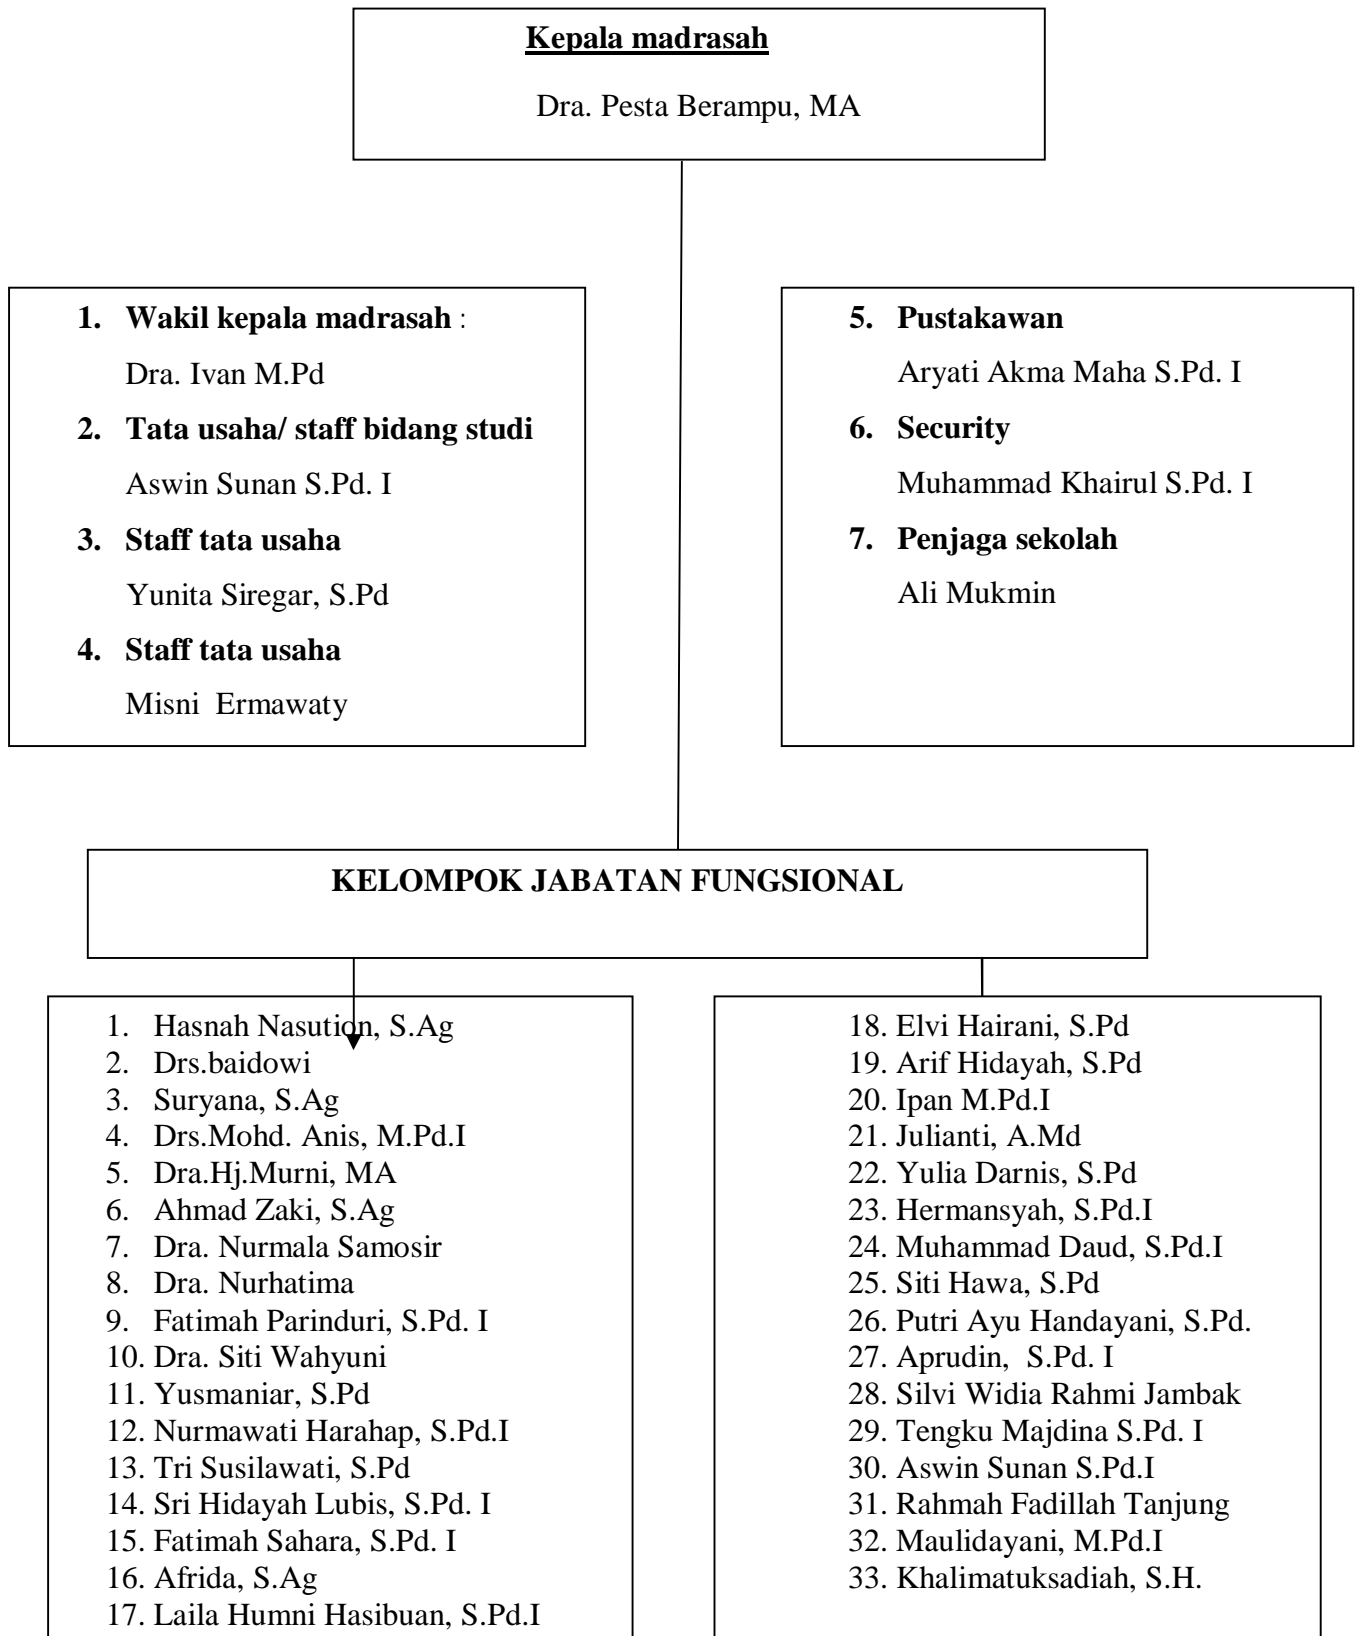 Kepala madrasah
Dra. Pesta Berampu, MA
1. Wakil kepala madrasah :
Dra. Ivan M.Pd
2. Tata usaha/ staff bidang studi
Aswin Sunan S.Pd. I
3. Staff tata usaha
Yunita Siregar, S.Pd
4. Staff tata usaha
Misni  Ermawaty
5. Pustakawan
Aryati Akma Maha S.Pd. I
6. Security
Muhammad Khairul S.Pd. I
7. Penjaga sekolah
Ali Mukmin
KELOMPOK JABATAN FUNGSIONAL
1. Hasnah Nasution, S.Ag
2. Drs.baidowi
3. Suryana, S.Ag
4. Drs.Mohd. Anis, M.Pd.I
5. Dra.Hj.Murni, MA
6. Ahmad Zaki, S.Ag
7. Dra. Nurmala Samosir
8. Dra. Nurhatima
9. Fatimah Parinduri, S.Pd. I
10. Dra. Siti Wahyuni
11. Yusmaniar, S.Pd
12. Nurmawati Harahap, S.Pd.I
13. Tri Susilawati, S.Pd
14. Sri Hidayah Lubis, S.Pd. I
15. Fatimah Sahara, S.Pd. I
16. Afrida, S.Ag
17. Laila Humni Hasibuan, S.Pd.I
18. Elvi Hairani, S.Pd
19. Arif Hidayah, S.Pd
20. Ipan M.Pd.I
21. Julianti, A.Md
22. Yulia Darnis, S.Pd
23. Hermansyah, S.Pd.I
24. Muhammad Daud, S.Pd.I
25. Siti Hawa, S.Pd
26. Putri Ayu Handayani, S.Pd.
27. Aprudin,  S.Pd. I
28. Silvi Widia Rahmi Jambak
29. Tengku Majdina S.Pd. I
30. Aswin Sunan S.Pd.I
31. Rahmah Fadillah Tanjung
32. Maulidayani, M.Pd.I
33. Khalimatuksadiah, S.H.